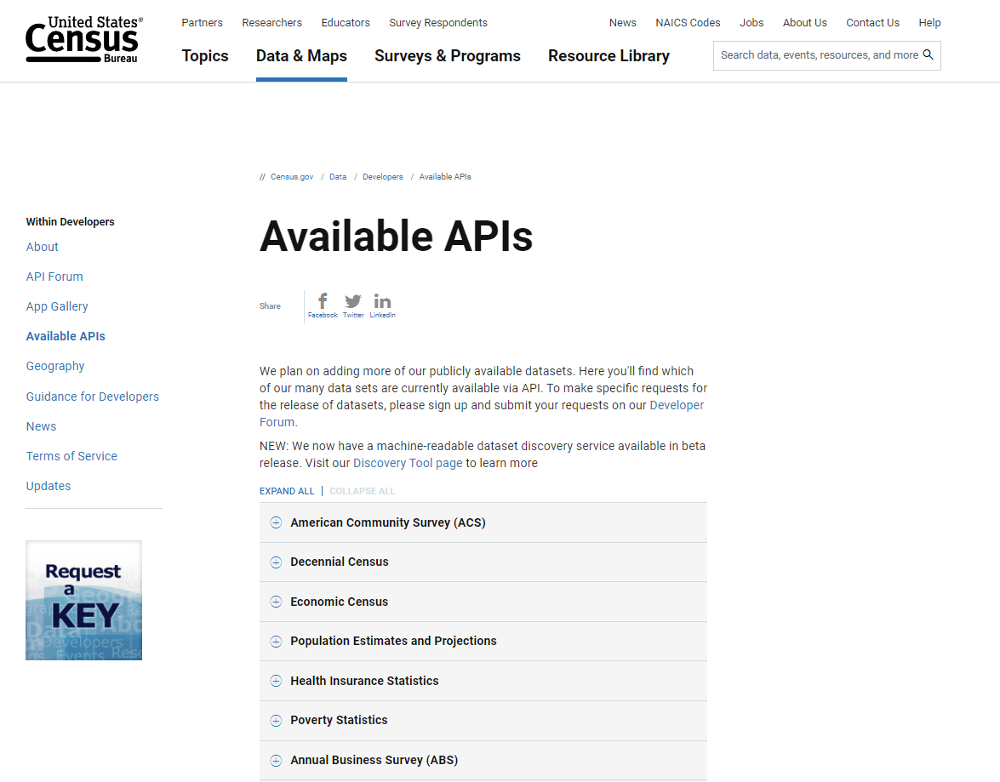 United States®
Census
Bureau
Partners Researchers Educators Survey Respondents
News NAICS Codes Jobs About Us Contact Us Help
Topics Data & Maps Surveys & Programs Resource Library
Search data, events, resources, and more
// Census.gov / Data / Developers / Available APIs
Within Developers
About
API Forum
App Gallery
Available APIs
Geography
Guidance for Developers
News
Terms of Service
Updates
Request
a
KEY
Available APIs
Share
Facebook Twitter LinkedIn
We plan on adding more of our publicly available datasets. Here you'll find which
of our many data sets are currently available via API. To make specific requests for
the release of datasets, please sign up and submit your requests on our Developer
Forum.
NEW: We now have a machine-readable dataset discovery service available in beta
release. Visit our Discovery Tool page to learn more
EXPAND ALL | COLLAPSE ALL
American Community Survey (ACS)
Decennial Census
Economic Census
Population Estimates and Projections
Health Insurance Statistics
Poverty Statistics
Annual Business Survey (ABS)